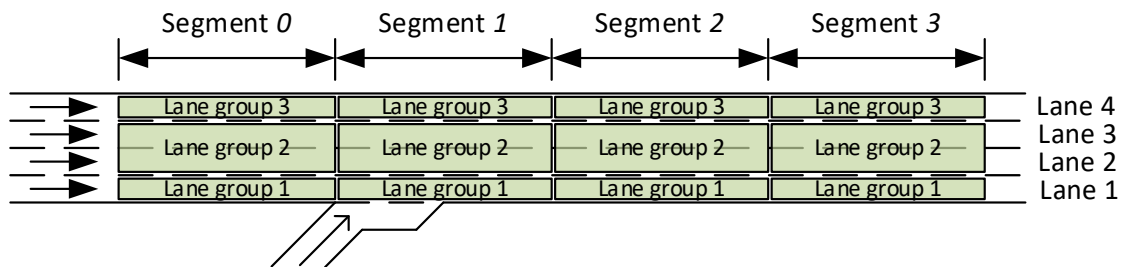 Segment 0 Segment 1 Segment 2 Segment 3
Lane group 3 Lane group 3 Lane group 3 Lane group 3 Lane 4
Lane 3
Lane group 2 Lane group 2 Lane group 2 Lane group 2
Lane 2
Lane group 1 Lane group 1 Lane group 1 Lane group 1 Lane 1